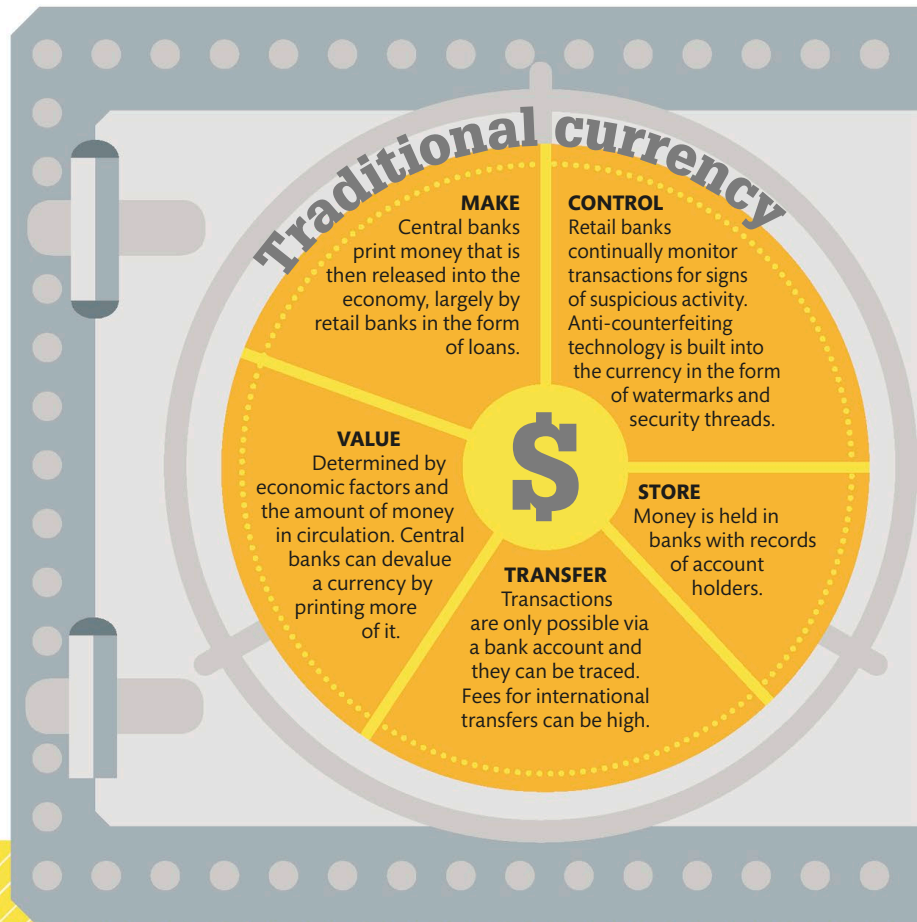 Traditional currency
MAKE
Central banks
print money that is
then released into the
economy, largely by
retail banks in the form
of loans.
CONTROL
Retail banks
continually monitor
transactions for signs
of suspicious activity.
Anti-counterfeiting
technology is built into
the currency in the form
of watermarks and
security threads.
VALUE
Determined by
economic factors and
the amount of money
in circulation. Central
banks can devalue
a currency by
printing more
of it.
$
STORE
Money is held in
banks with records
of account
holders.
TRANSFER
Transactions
are only possible via
a bank account and
they can be traced.
Fees for international
transfers can be high.